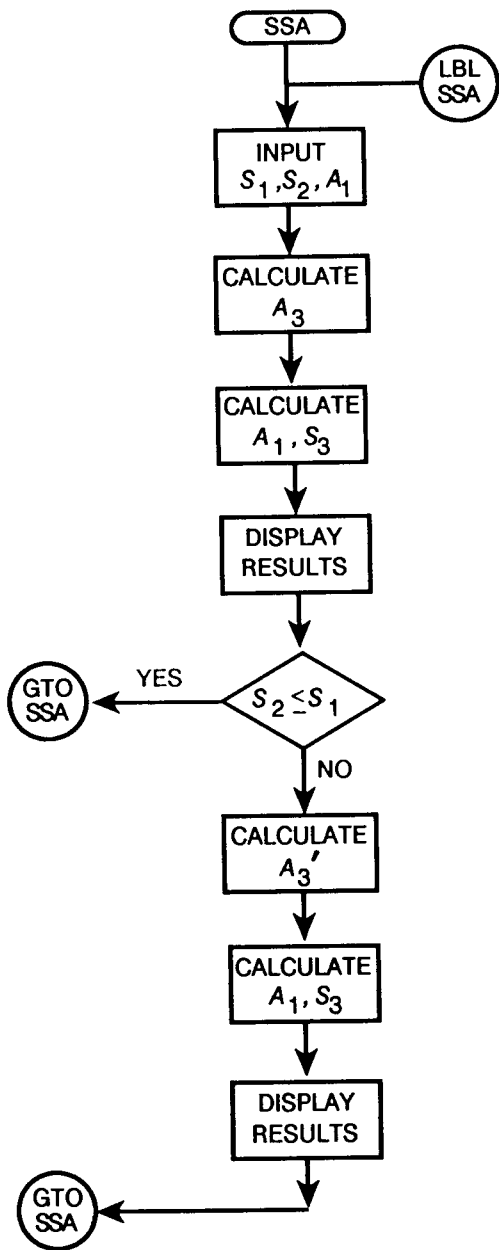 SSA
LBL
SSA
INPUT
S₁,S₂,A₁
CALCULATE
A₃
CALCULATE
A₁,S₃
DISPLAY
RESULTS
GTO
SSA
YES
S₂≤S₁
NO
CALCULATE
A₃′
CALCULATE
A₁,S₃
DISPLAY
RESULTS
GTO
SSA